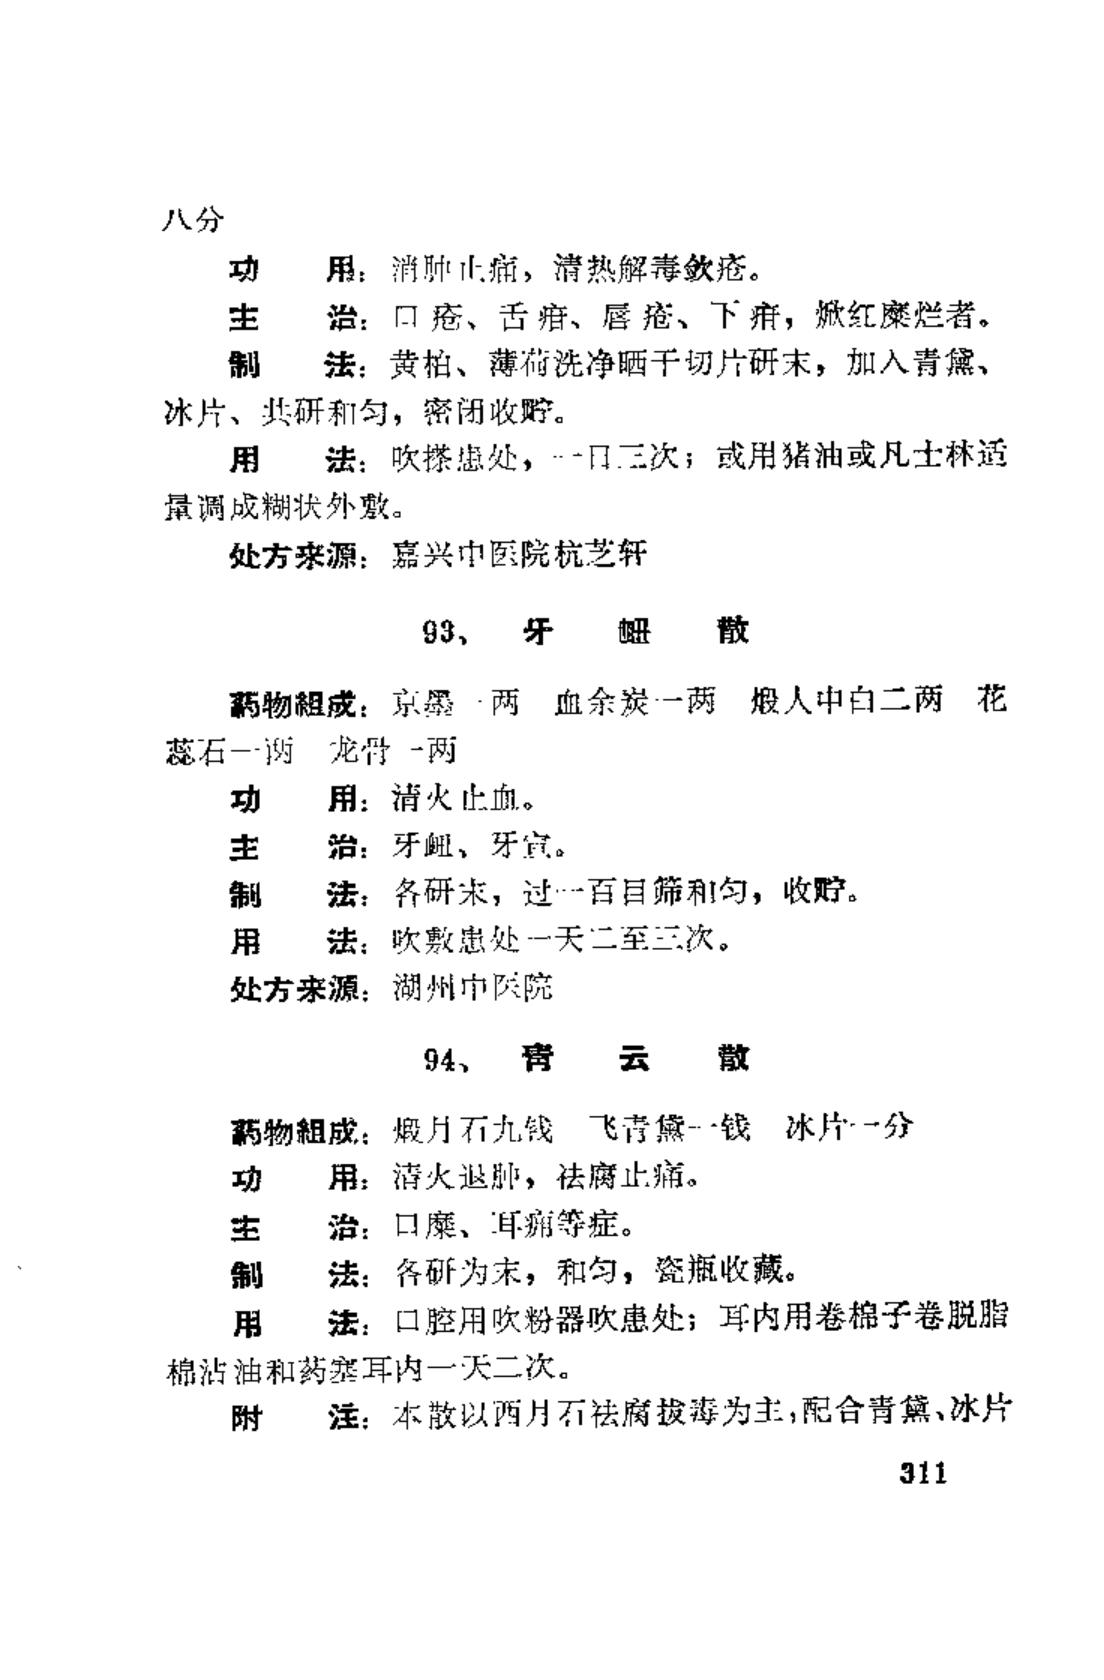 八分
功　　用：消肿止痛，清热解毒敛疮。
主　　治：口疮、舌疳、唇疮、下疳，焮红糜烂者。
制　　法：黄柏、薄荷洗净晒干切片研末，加入青黛、
冰片、共研和匀，密闭收贮。
用　　法：吹搽患处，一日三次；或用猪油或凡士林适
量调成糊状外敷。
处方来源：嘉兴中医院杭芝轩
93、　牙　衄　散
药物組成：京墨一两　血余炭一两　煅人中白二两　花
蕊石一两　龙骨一两
功　　用：清火止血。
主　　治：牙衄、牙宣。
制　　法：各研末，过一百目筛和匀，收贮。
用　　法：吹敷患处一天二至三次。
处方来源：湖州中医院
94、　青　云　散
药物組成：煅月石九钱　飞青黛一钱　冰片一分
功　　用：清火退肿，祛腐止痛。
主　　治：口糜、耳痛等症。
制　　法：各研为末，和匀，瓷瓶收藏。
用　　法：口腔用吹粉器吹患处；耳内用卷棉子卷脱脂
棉沾油和药塞耳内一天二次。
附　　注：本散以西月石祛腐拔毒为主，配合青黛、冰片
311